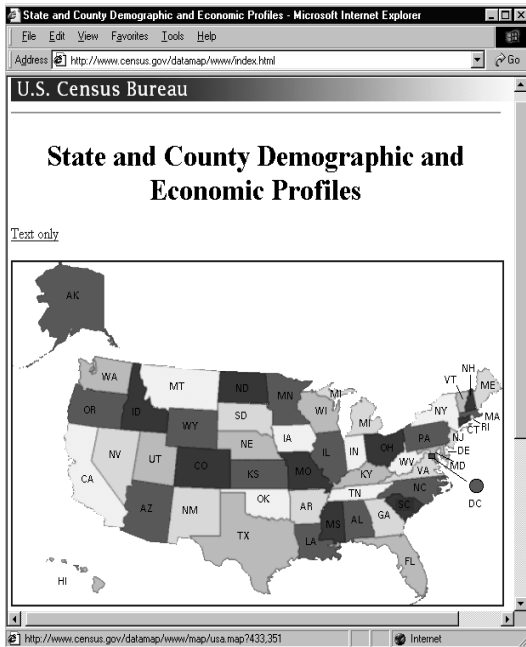 State and County Demographic and Economic Profiles - Microsoft Internet Explorer
File Edit View Favorites Tools Help
Address http://www.census.gov/datamap/www/index.html Go
U.S. Census Bureau
State and County Demographic and
Economic Profiles
Text only
AK
WA
MT
ND
MN
OR
ID
WY
SD
WI
MI
MI
NY
VT
NH
ME
MA
RI
CT
NV
UT
NE
IA
IL
IN
OH
PA
NJ
DE
MD
CA
CO
KS
MO
KY
WV
VA
DC
AZ
NM
OK
AR
TN
NC
SC
TX
LA
MS
AL
GA
FL
HI
http://www.census.gov/datamap/www/map/usa.map?433,351 Internet